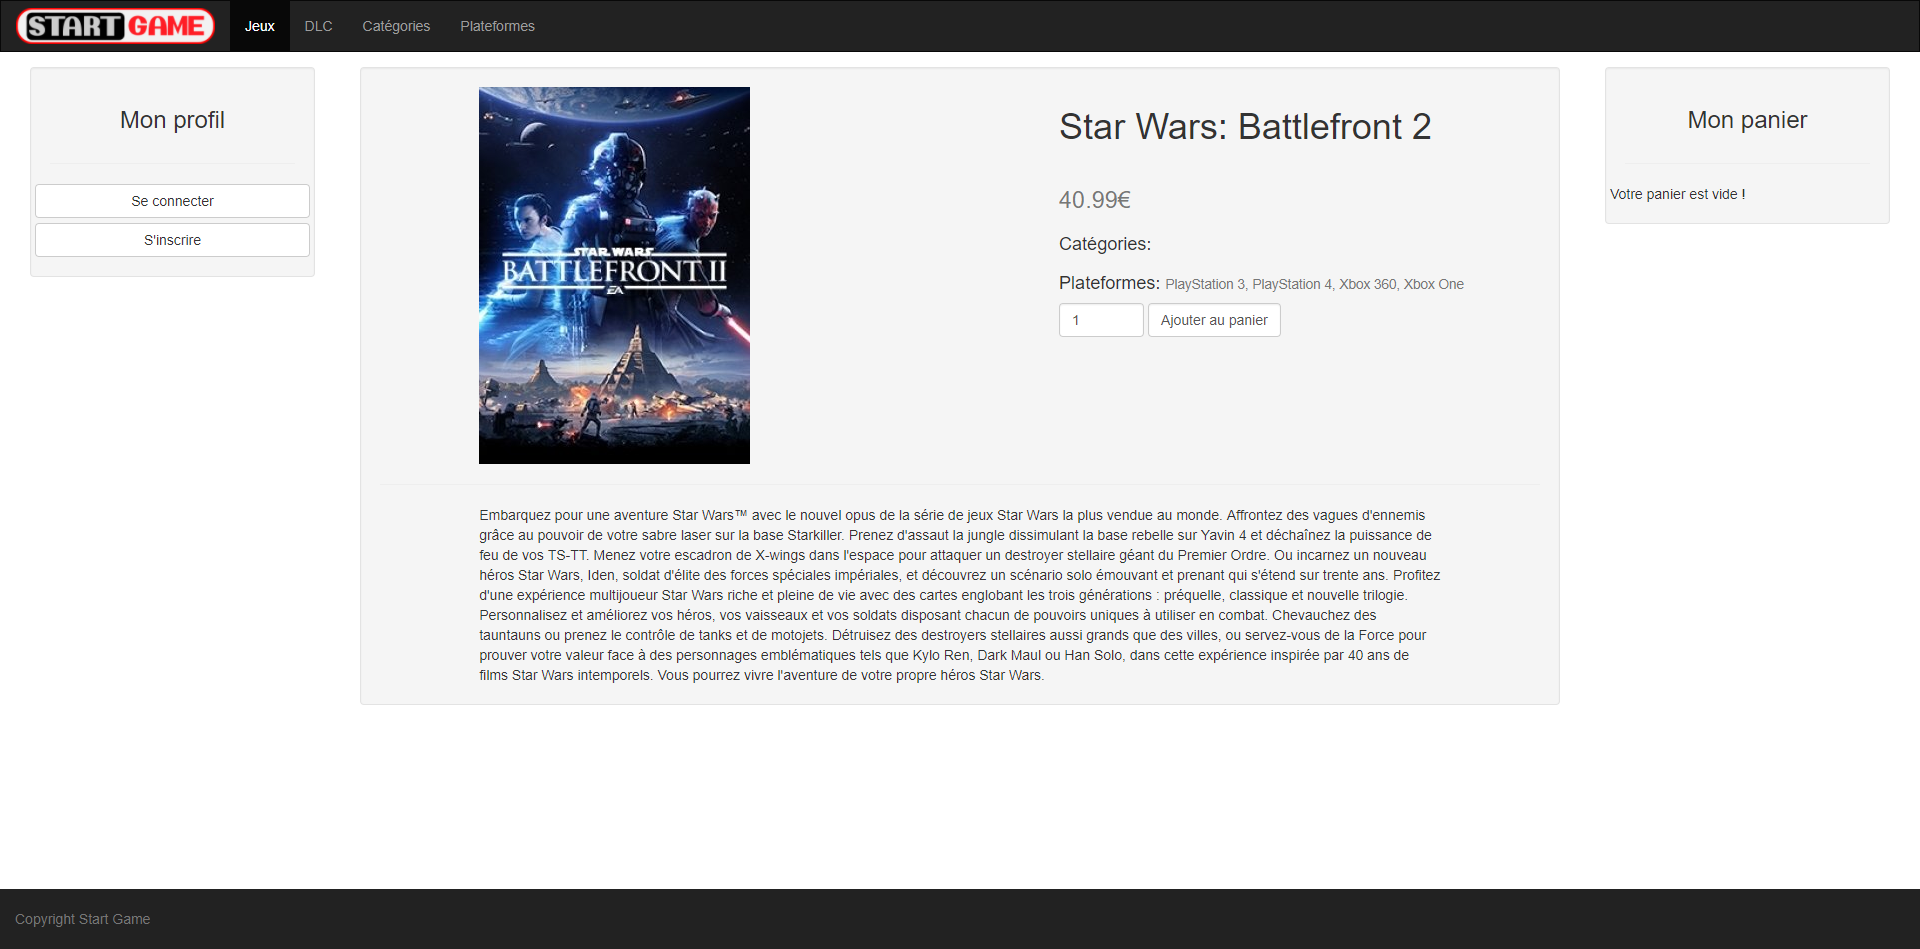 START GAME
Jeux
DLC
Catégories
Plateformes
Mon profil
Se connecter
S'inscrire
STAR WARS
BATTLEFRONT II
EA
Star Wars: Battlefront 2
40.99€
Catégories:
Plateformes: PlayStation 3, PlayStation 4, Xbox 360, Xbox One
1
Ajouter au panier
Embarquez pour une aventure Star Wars™ avec le nouvel opus de la série de jeux Star Wars la plus vendue au monde. Affrontez des vagues d'ennemis
grâce au pouvoir de votre sabre laser sur la base Starkiller. Prenez d'assaut la jungle dissimulant la base rebelle sur Yavin 4 et déchaînez la puissance de
feu de vos TS-TT. Menez votre escadron de X-wings dans l'espace pour attaquer un destroyer stellaire géant du Premier Ordre. Ou incarnez un nouveau
héros Star Wars, Iden, soldat d'élite des forces spéciales impériales, et découvrez un scénario solo émouvant et prenant qui s'étend sur trente ans. Profitez
d'une expérience multijoueur Star Wars riche et pleine de vie avec des cartes englobant les trois générations : préquelle, classique et nouvelle trilogie.
Personnalisez et améliorez vos héros, vos vaisseaux et vos soldats disposant chacun de pouvoirs uniques à utiliser en combat. Chevauchez des
tauntauns ou prenez le contrôle de tanks et de motojets. Détruisez des destroyers stellaires aussi grands que des villes, ou servez-vous de la Force pour
prouver votre valeur face à des personnages emblématiques tels que Kylo Ren, Dark Maul ou Han Solo, dans cette expérience inspirée par 40 ans de
films Star Wars intemporels. Vous pourrez vivre l'aventure de votre propre héros Star Wars.
Mon panier
Votre panier est vide !
Copyright Start Game